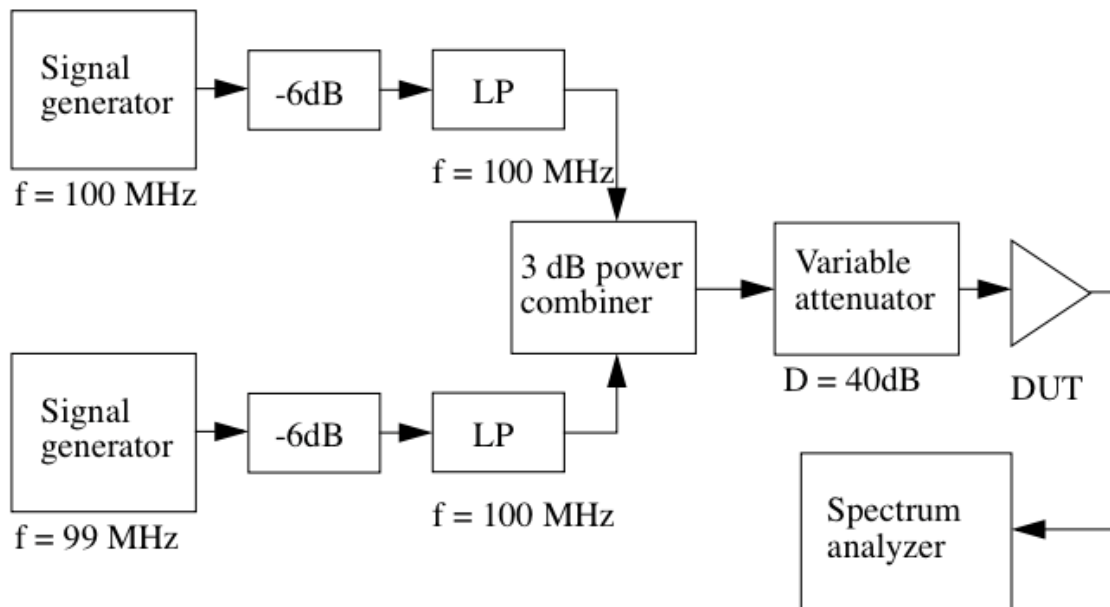 Signal
generator
-6dB
LP
f = 100 MHz
f = 100 MHz
3 dB power
combiner
Variable
attenuator
D = 40dB
DUT
Signal
generator
-6dB
LP
f = 99 MHz
f = 100 MHz
Spectrum
analyzer